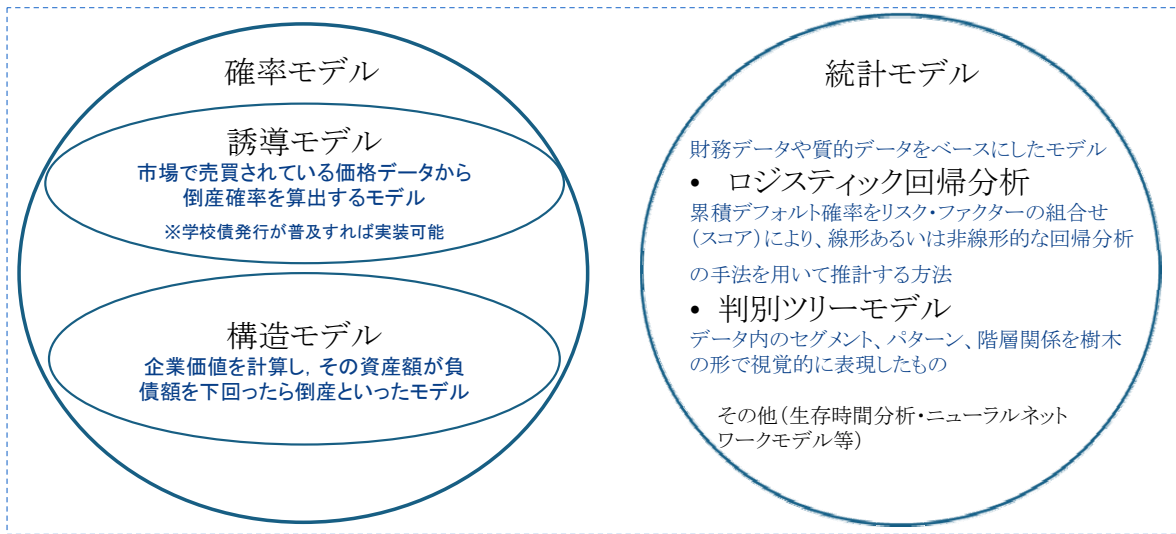 確率モデル
誘導モデル
市場で売買されている価格データから
倒産確率を算出するモデル
※学校債発行が普及すれば実装可能
構造モデル
企業価値を計算し,その資産額が負
債額を下回ったら倒産といったモデル
統計モデル
財務データや質的データをベースにしたモデル
• ロジスティック回帰分析
累積デフォルト確率をリスク・ファクターの組合せ
(スコア)により、線形あるいは非線形的な回帰分析
の手法を用いて推計する方法
• 判別ツリーモデル
データ内のセグメント、パターン、階層関係を樹木
の形で視覚的に表現したもの
その他(生存時間分析・ニューラルネット
ワークモデル等)